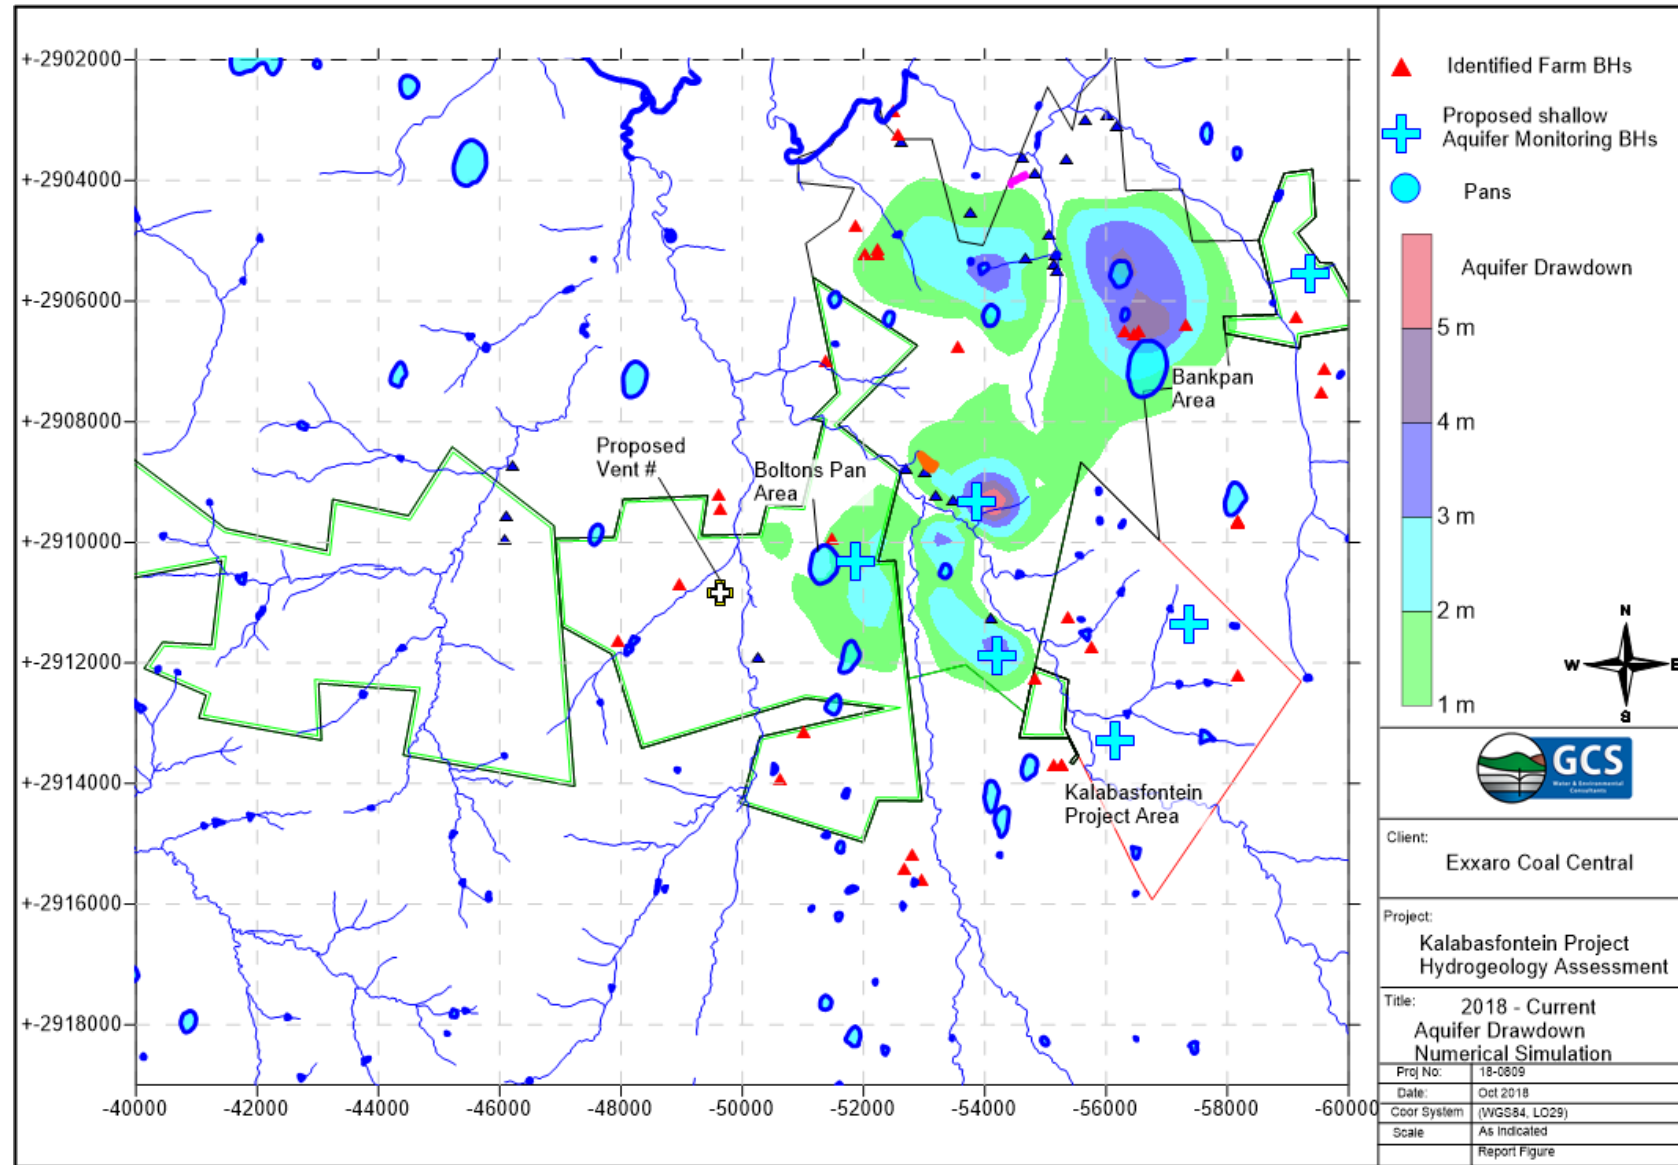 +-2902000
+-2904000
+-2906000
+-2908000
+-2910000
+-2912000
+-2914000
+-2916000
+-2918000
-40000
-42000
-44000
-46000
-48000
-50000
-52000
-54000
-56000
-58000
-60000
Proposed
Vent #
Boltons Pan
Area
Bankpan
Area
Kalabasfontein
Project Area
Identified Farm BHs
Proposed shallow
Aquifer Monitoring BHs
Pans
Aquifer Drawdown
5 m
4 m
3 m
2 m
1 m
N
W
E
S
GCS
Water & Environmental
Consultants
Client:
Exxaro Coal Central
Project:
Kalabasfontein Project
Hydrogeology Assessment
Title:
2018 - Current
Aquifer Drawdown
Numerical Simulation
Proj No:
18-0809
Date:
Oct 2018
Coor System
(WGS84, LO29)
Scale
As Indicated
Report Figure